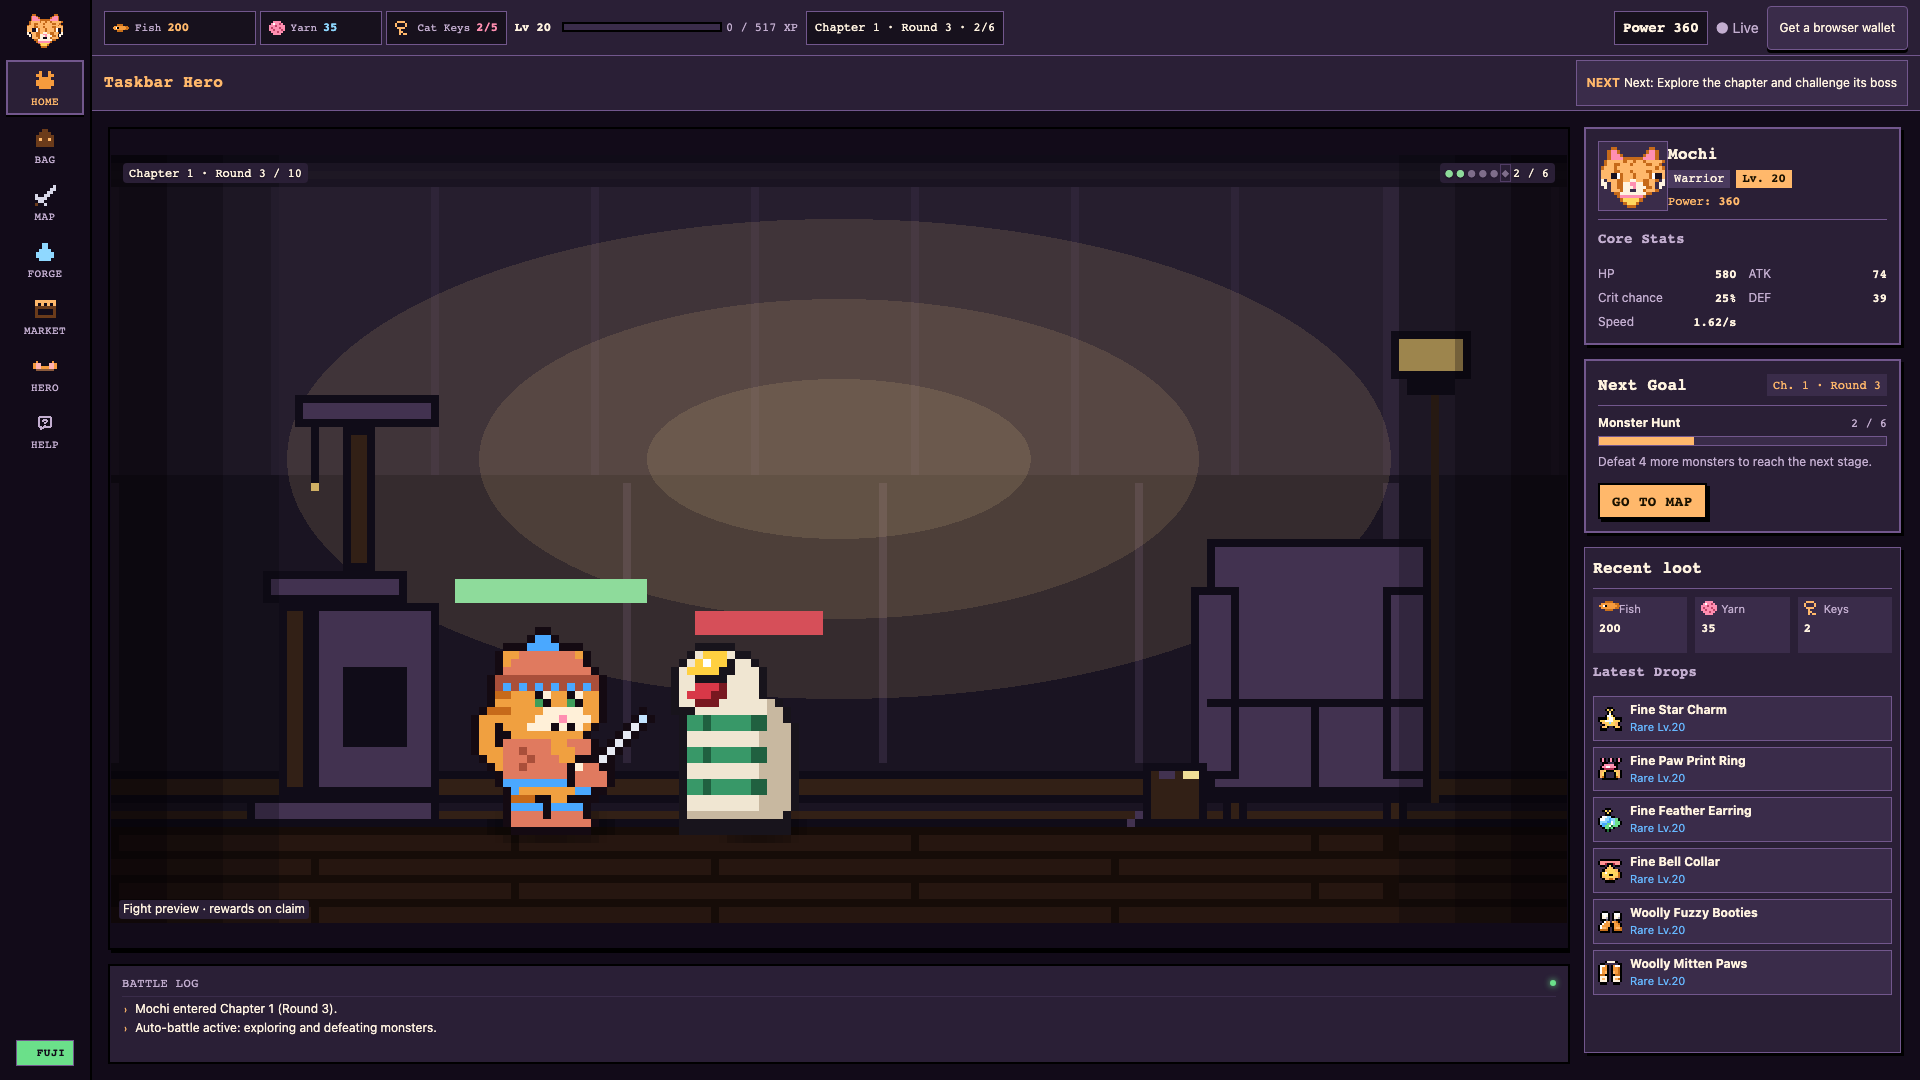 Fish 200
Yarn 35
Cat Keys 2/5
Lv 20
0 / 517 XP
Chapter 1 · Round 3 · 2/6
Power 360
Live
Get a browser wallet
Taskbar Hero
NEXT Next: Explore the chapter and challenge its boss
HOME
BAG
MAP
FORGE
MARKET
HERO
HELP
FUJI
Chapter 1 · Round 3 / 10
2 / 6
Fight preview · rewards on claim
BATTLE LOG
› Mochi entered Chapter 1 (Round 3).
› Auto-battle active: exploring and defeating monsters.
Mochi
Warrior Lv. 20
Power: 360
Core Stats
HP 580 ATK 74
Crit chance 25% DEF 39
Speed 1.62/s
Next Goal
Ch. 1 · Round 3
Monster Hunt 2 / 6
Defeat 4 more monsters to reach the next stage.
GO TO MAP
Recent loot
Fish Yarn Keys
200 35 2
Latest Drops
Fine Star Charm
Rare Lv.20
Fine Paw Print Ring
Rare Lv.20
Fine Feather Earring
Rare Lv.20
Fine Bell Collar
Rare Lv.20
Woolly Fuzzy Booties
Rare Lv.20
Woolly Mitten Paws
Rare Lv.20